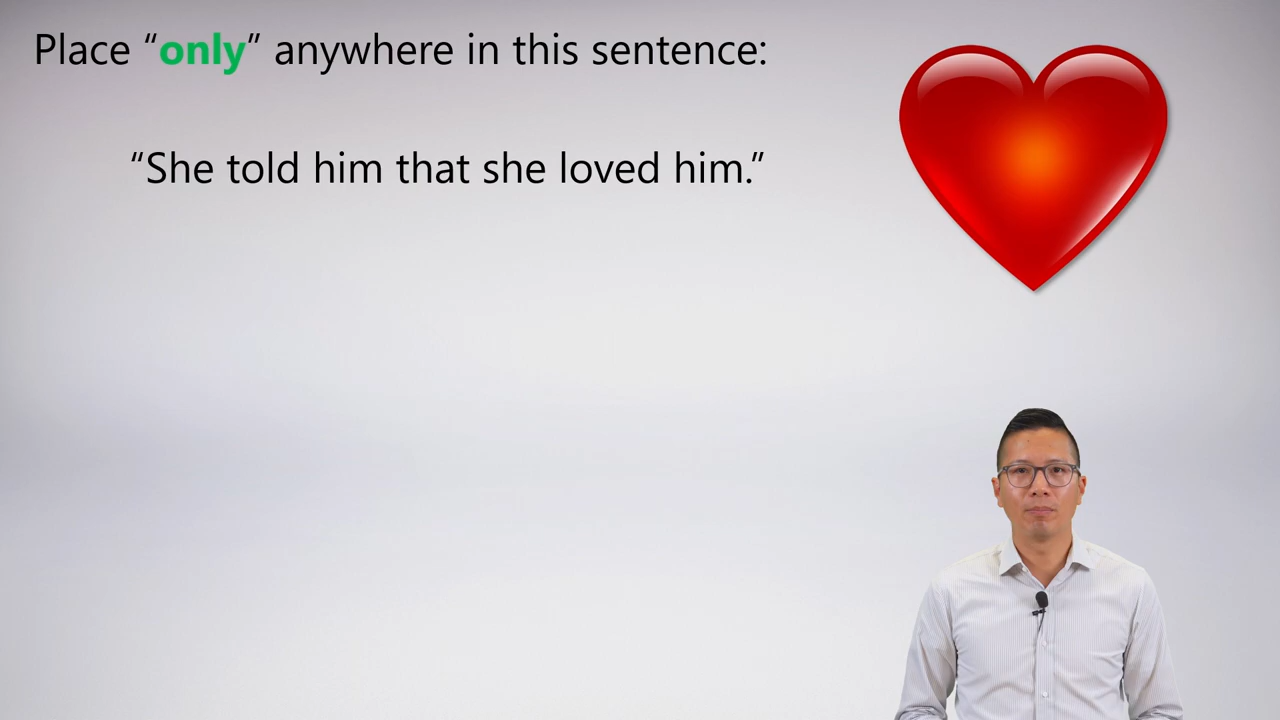 Place “only” anywhere in this sentence:
“She told him that she loved him.”